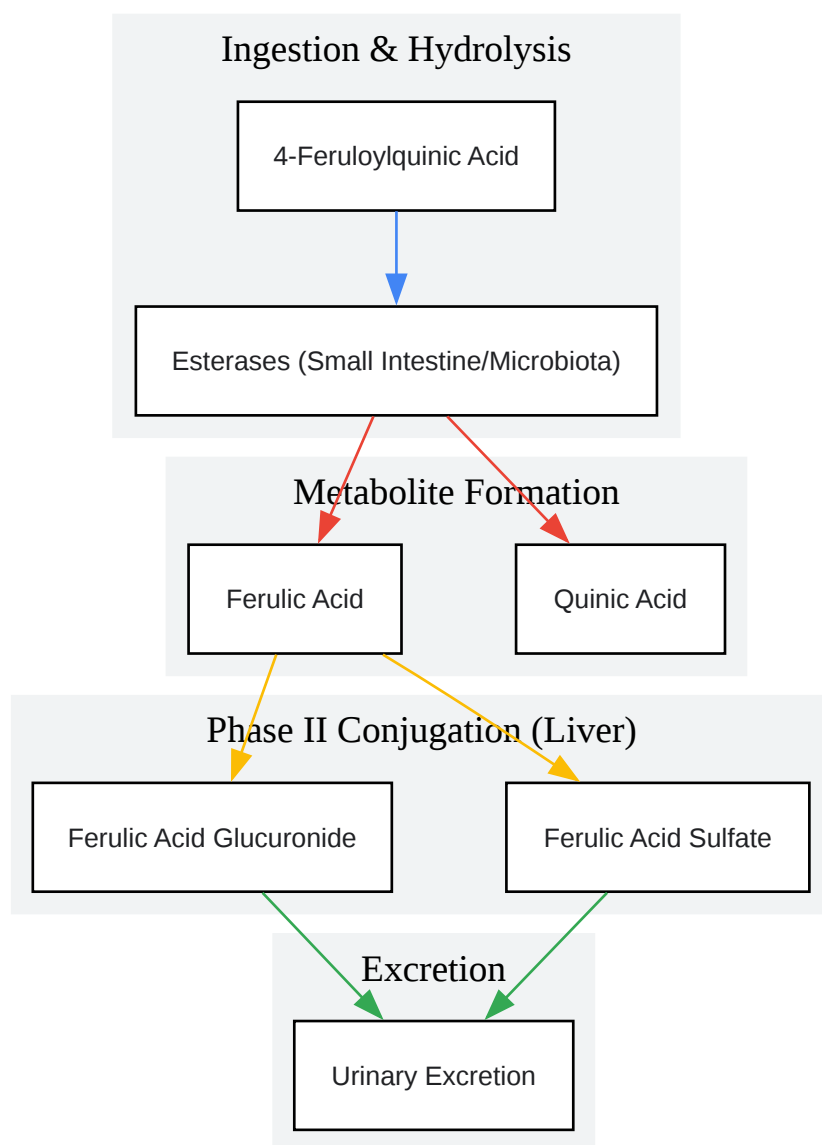 Ingestion & Hydrolysis
4-Feruloylquinic Acid
Esterases (Small Intestine/Microbiota)
Metabolite Formation
Ferulic Acid
Quinic Acid
Phase II Conjugation (Liver)
Ferulic Acid Glucuronide
Ferulic Acid Sulfate
Excretion
Urinary Excretion